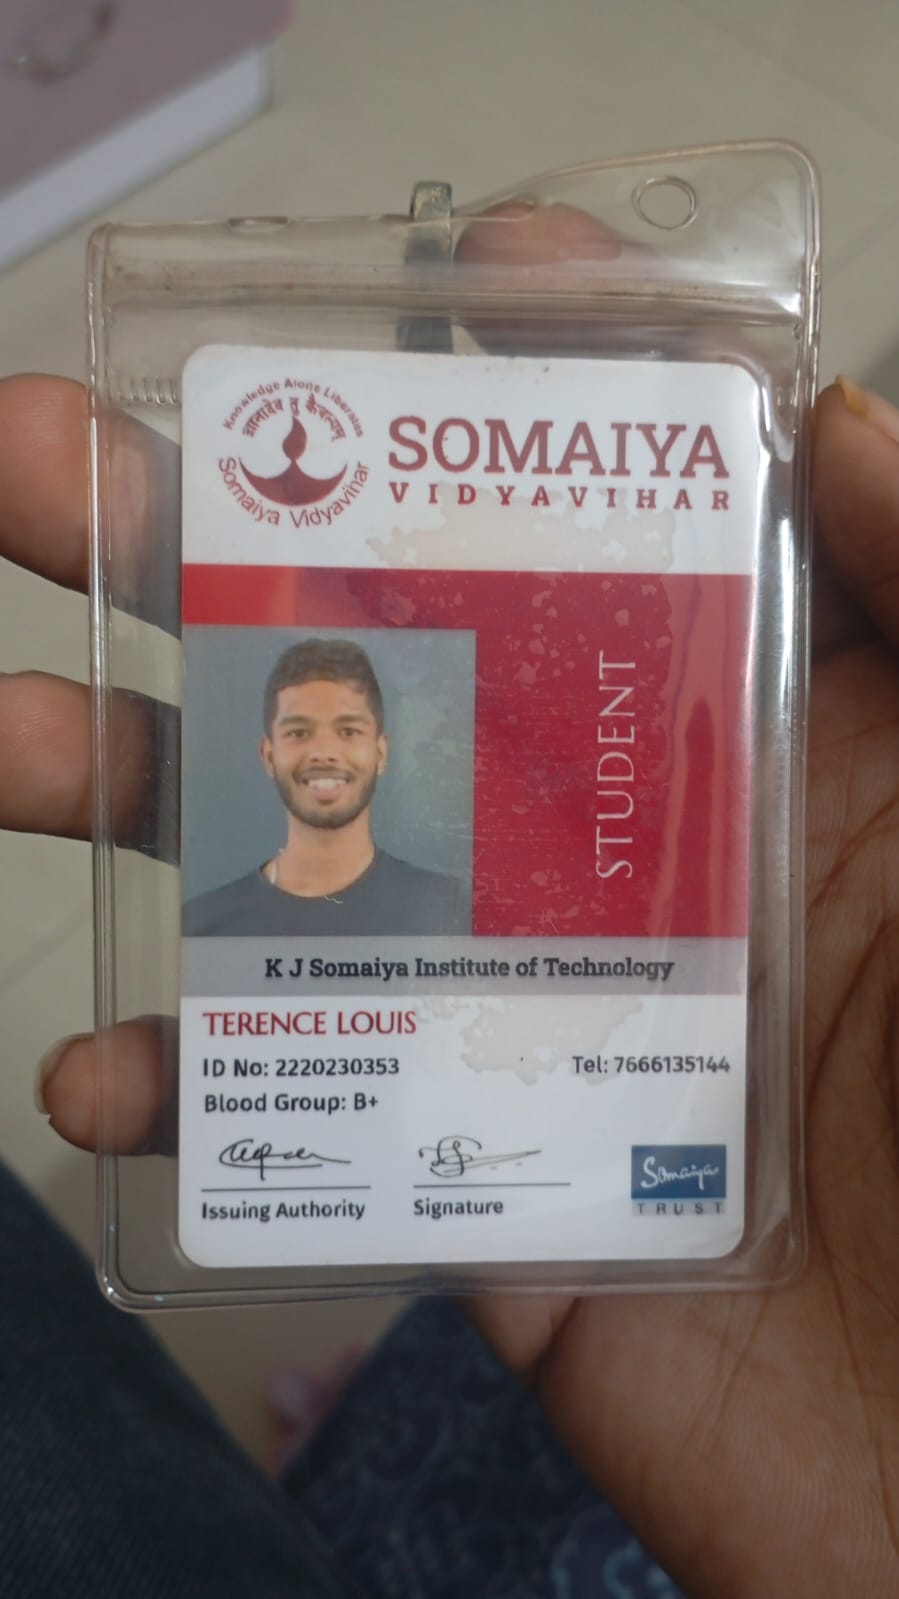 Knowledge Alone Liberates
ज्ञानादेव तु कैवल्यम्
Somaiya Vidyavihar
SOMAIYA
VIDYAVIHAR
STUDENT
K J Somaiya Institute of Technology
TERENCE LOUIS
ID No: 2220230353
Tel: 7666135144
Blood Group: B+
Issuing Authority
Signature
Somaiya
TRUST